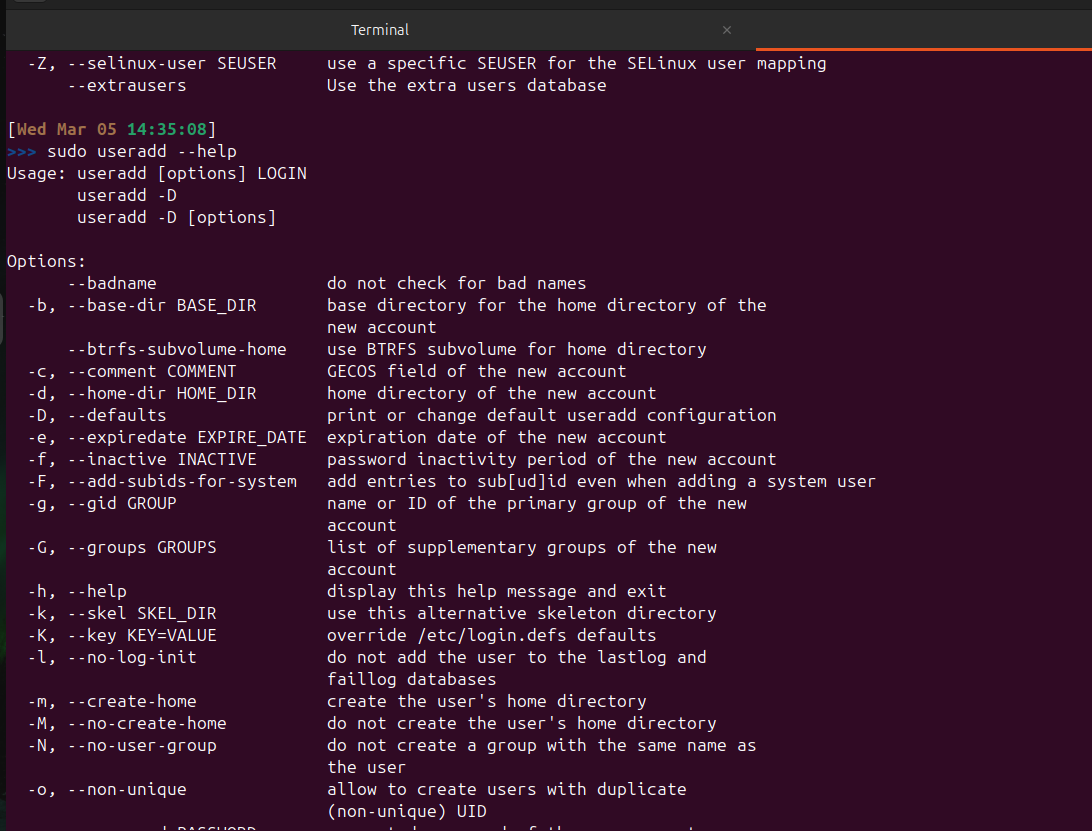 Terminal ×
-Z, --selinux-user SEUSER use a specific SEUSER for the SELinux user mapping
--extrausers Use the extra users database
[Wed Mar 05 14:35:08]
>>> sudo useradd --help
Usage: useradd [options] LOGIN
useradd -D
useradd -D [options]
Options:
--badname do not check for bad names
-b, --base-dir BASE_DIR base directory for the home directory of the
new account
--btrfs-subvolume-home use BTRFS subvolume for home directory
-c, --comment COMMENT GECOS field of the new account
-d, --home-dir HOME_DIR home directory of the new account
-D, --defaults print or change default useradd configuration
-e, --expiredate EXPIRE_DATE expiration date of the new account
-f, --inactive INACTIVE password inactivity period of the new account
-F, --add-subids-for-system add entries to sub[ud]id even when adding a system user
-g, --gid GROUP name or ID of the primary group of the new
account
-G, --groups GROUPS list of supplementary groups of the new
account
-h, --help display this help message and exit
-k, --skel SKEL_DIR use this alternative skeleton directory
-K, --key KEY=VALUE override /etc/login.defs defaults
-l, --no-log-init do not add the user to the lastlog and
faillog databases
-m, --create-home create the user's home directory
-M, --no-create-home do not create the user's home directory
-N, --no-user-group do not create a group with the same name as
the user
-o, --non-unique allow to create users with duplicate
(non-unique) UID